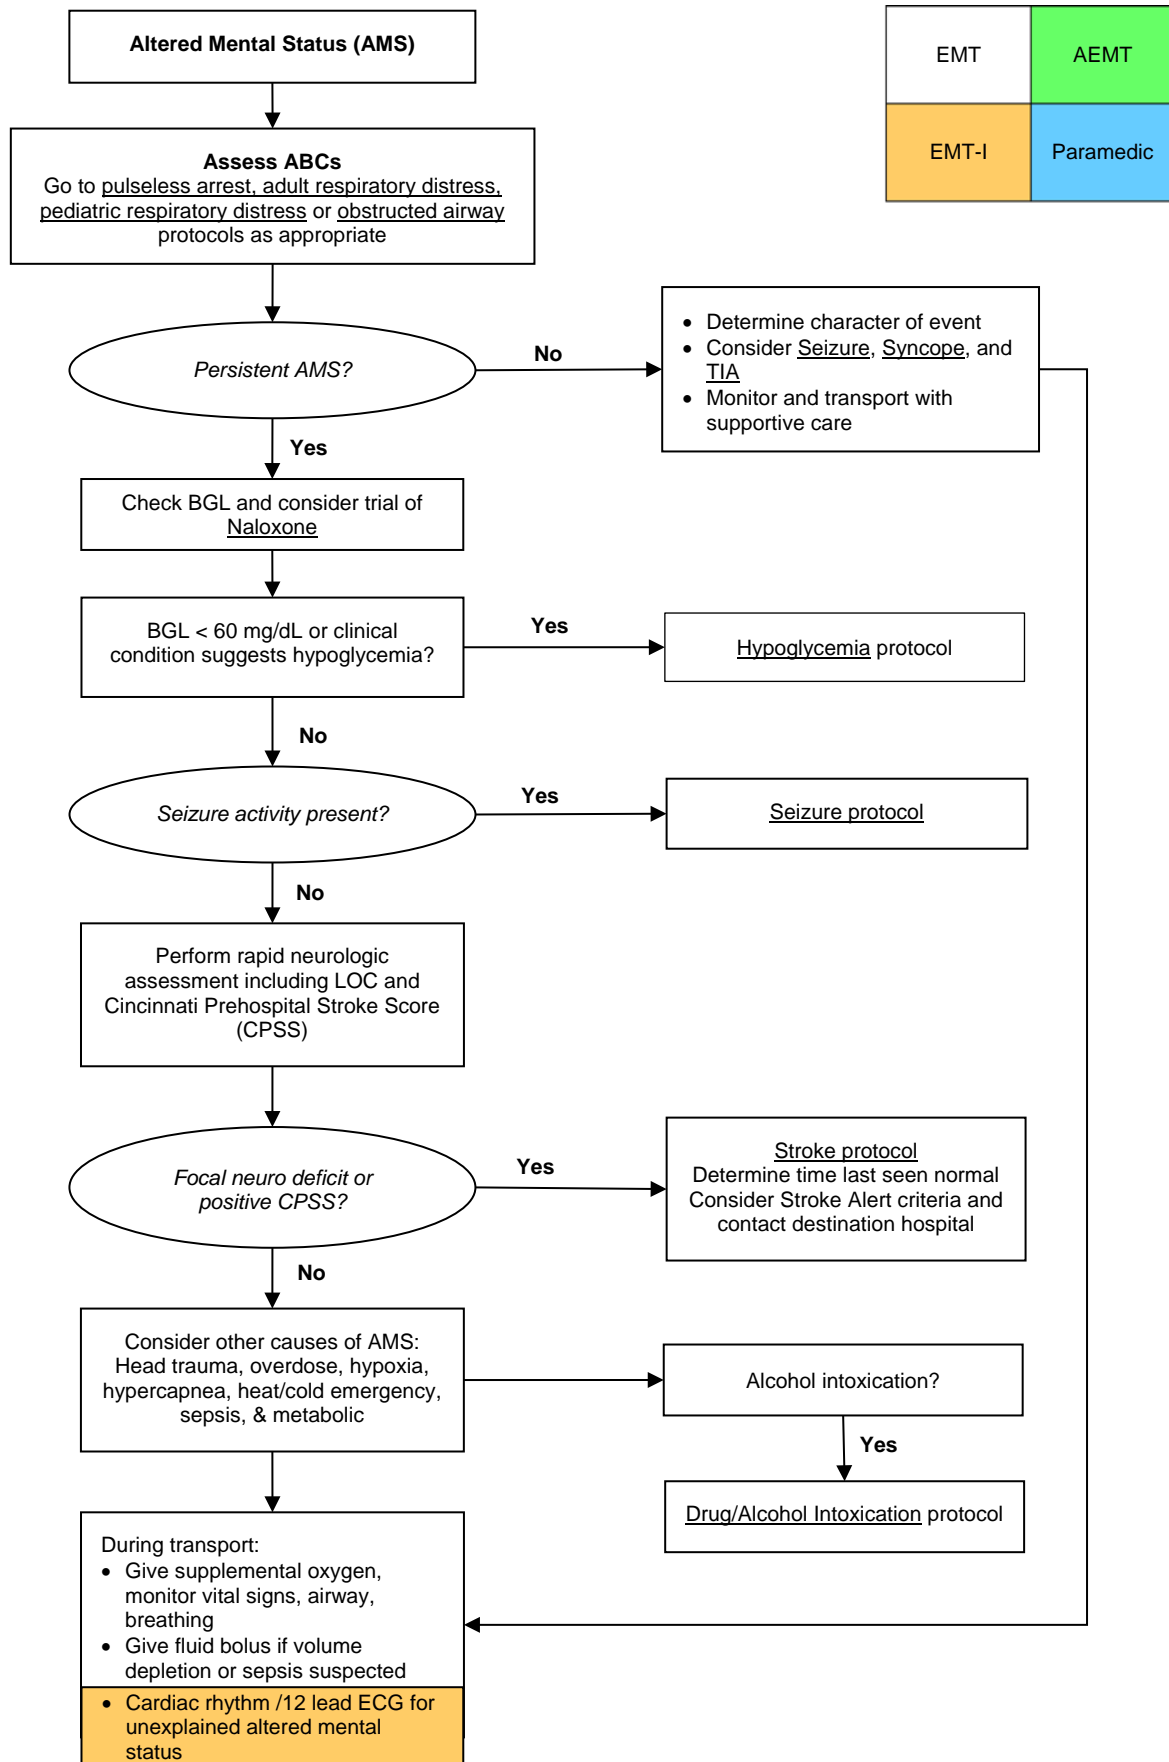 Altered Mental Status (AMS)
EMT
AEMT
EMT-I
Paramedic
Assess ABCs
Go to pulseless arrest, adult respiratory distress,
pediatric respiratory distress or obstructed airway
protocols as appropriate
Persistent AMS?
No
• Determine character of event
• Consider Seizure, Syncope, and
TIA
• Monitor and transport with
supportive care
Yes
Check BGL and consider trial of
Naloxone
BGL < 60 mg/dL or clinical
condition suggests hypoglycemia?
Yes
Hypoglycemia protocol
No
Seizure activity present?
Yes
Seizure protocol
No
Perform rapid neurologic
assessment including LOC and
Cincinnati Prehospital Stroke Score
(CPSS)
Focal neuro deficit or
positive CPSS?
Yes
Stroke protocol
Determine time last seen normal
Consider Stroke Alert criteria and
contact destination hospital
No
Consider other causes of AMS:
Head trauma, overdose, hypoxia,
hypercapnea, heat/cold emergency,
sepsis, & metabolic
Alcohol intoxication?
Yes
Drug/Alcohol Intoxication protocol
During transport:
• Give supplemental oxygen,
monitor vital signs, airway,
breathing
• Give fluid bolus if volume
depletion or sepsis suspected
• Cardiac rhythm /12 lead ECG for
unexplained altered mental
status